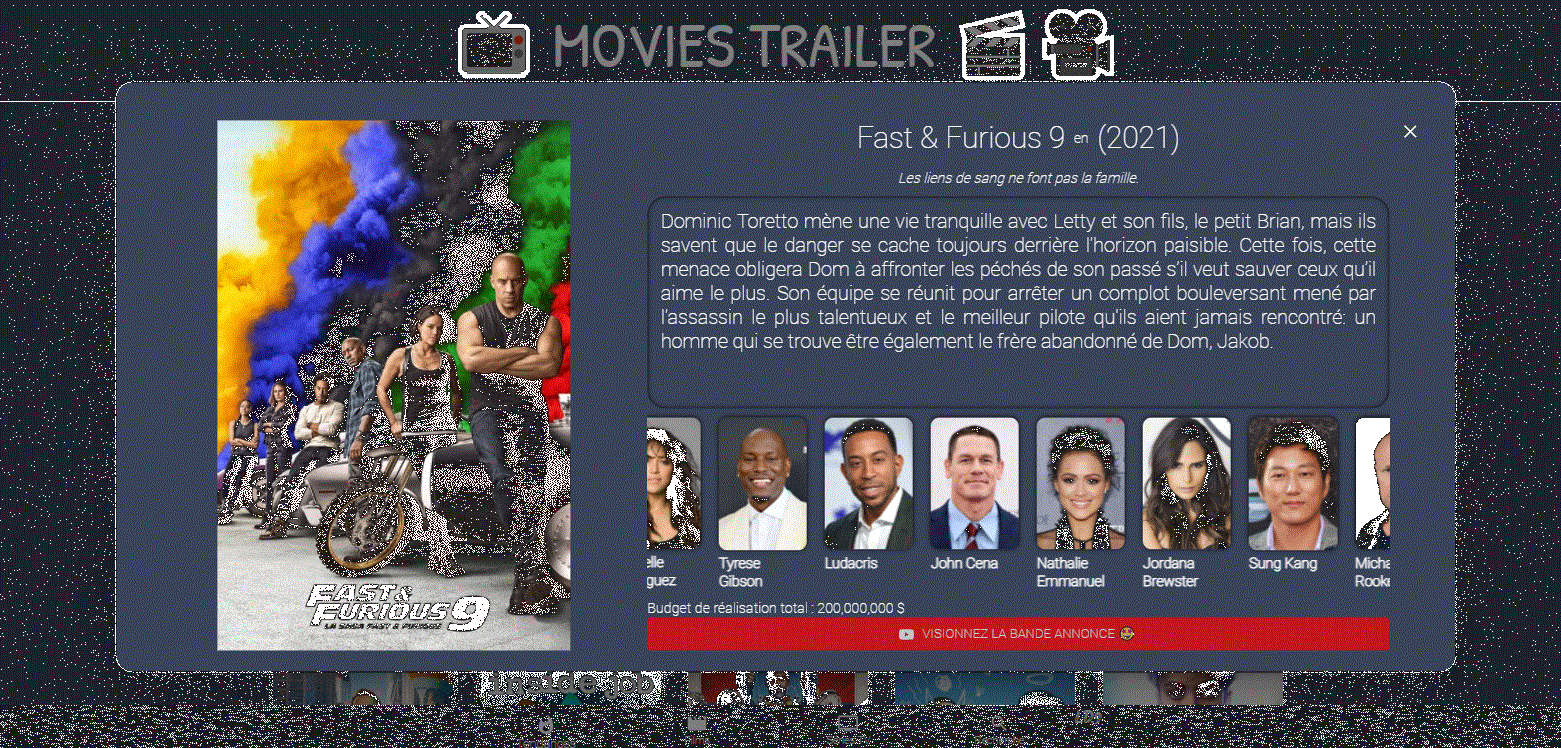 MOVIES TRAILER
Fast & Furious 9 en (2021)
Les liens de sang ne font pas la famille.
Dominic Toretto mène une vie tranquille avec Letty et son fils, le petit Brian, mais ils
savent que le danger se cache toujours derrière l'horizon paisible. Cette fois, cette
menace obligera Dom à affronter les péchés de son passé s'il veut sauver ceux qu'il
aime le plus. Son équipe se réunit pour arrêter un complot bouleversant mené par
l'assassin le plus talentueux et le meilleur pilote qu'ils aient jamais rencontré: un
homme qui se trouve être également le frère abandonné de Dom, Jakob.
FAST &
FURIOUS 9
LA SAGA FAST & FURIOUS
elle
guez
Tyrese
Gibson
Ludacris
John Cena
Nathalie
Emmanuel
Jordana
Brewster
Sung Kang
Micha
Rooke
Budget de réalisation total : 200,000,000 $
VISIONNEZ LA BANDE ANNONCE